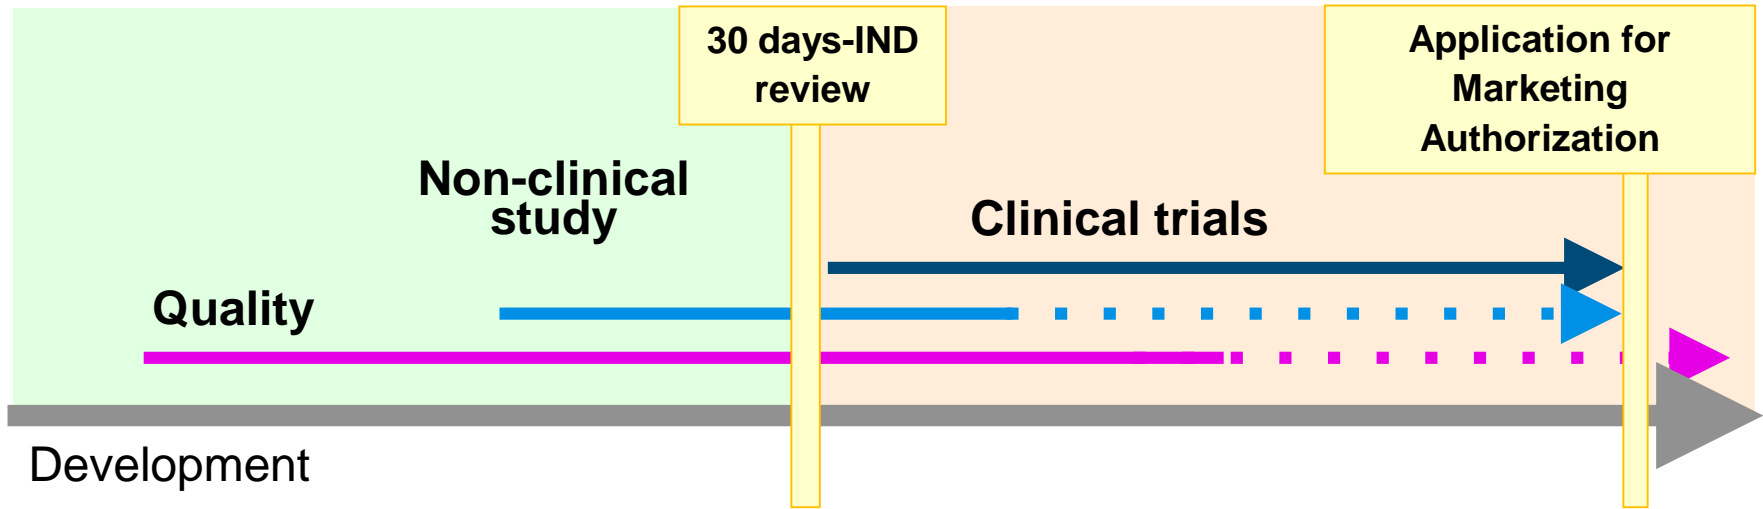 30 days-IND
review
Application for
Marketing
Authorization
Non-clinical
study
Clinical trials
Quality
Development